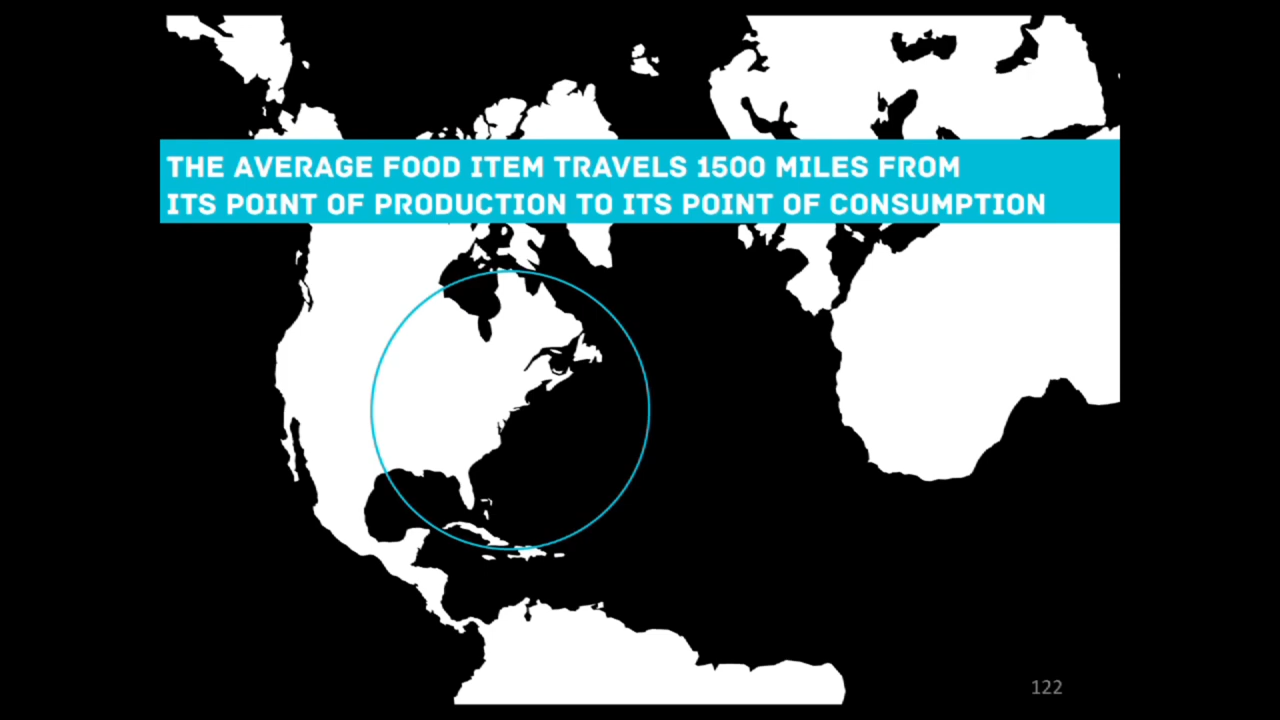 THE AVERAGE FOOD ITEM TRAVELS 1500 MILES FROM
ITS POINT OF PRODUCTION TO ITS POINT OF CONSUMPTION
122